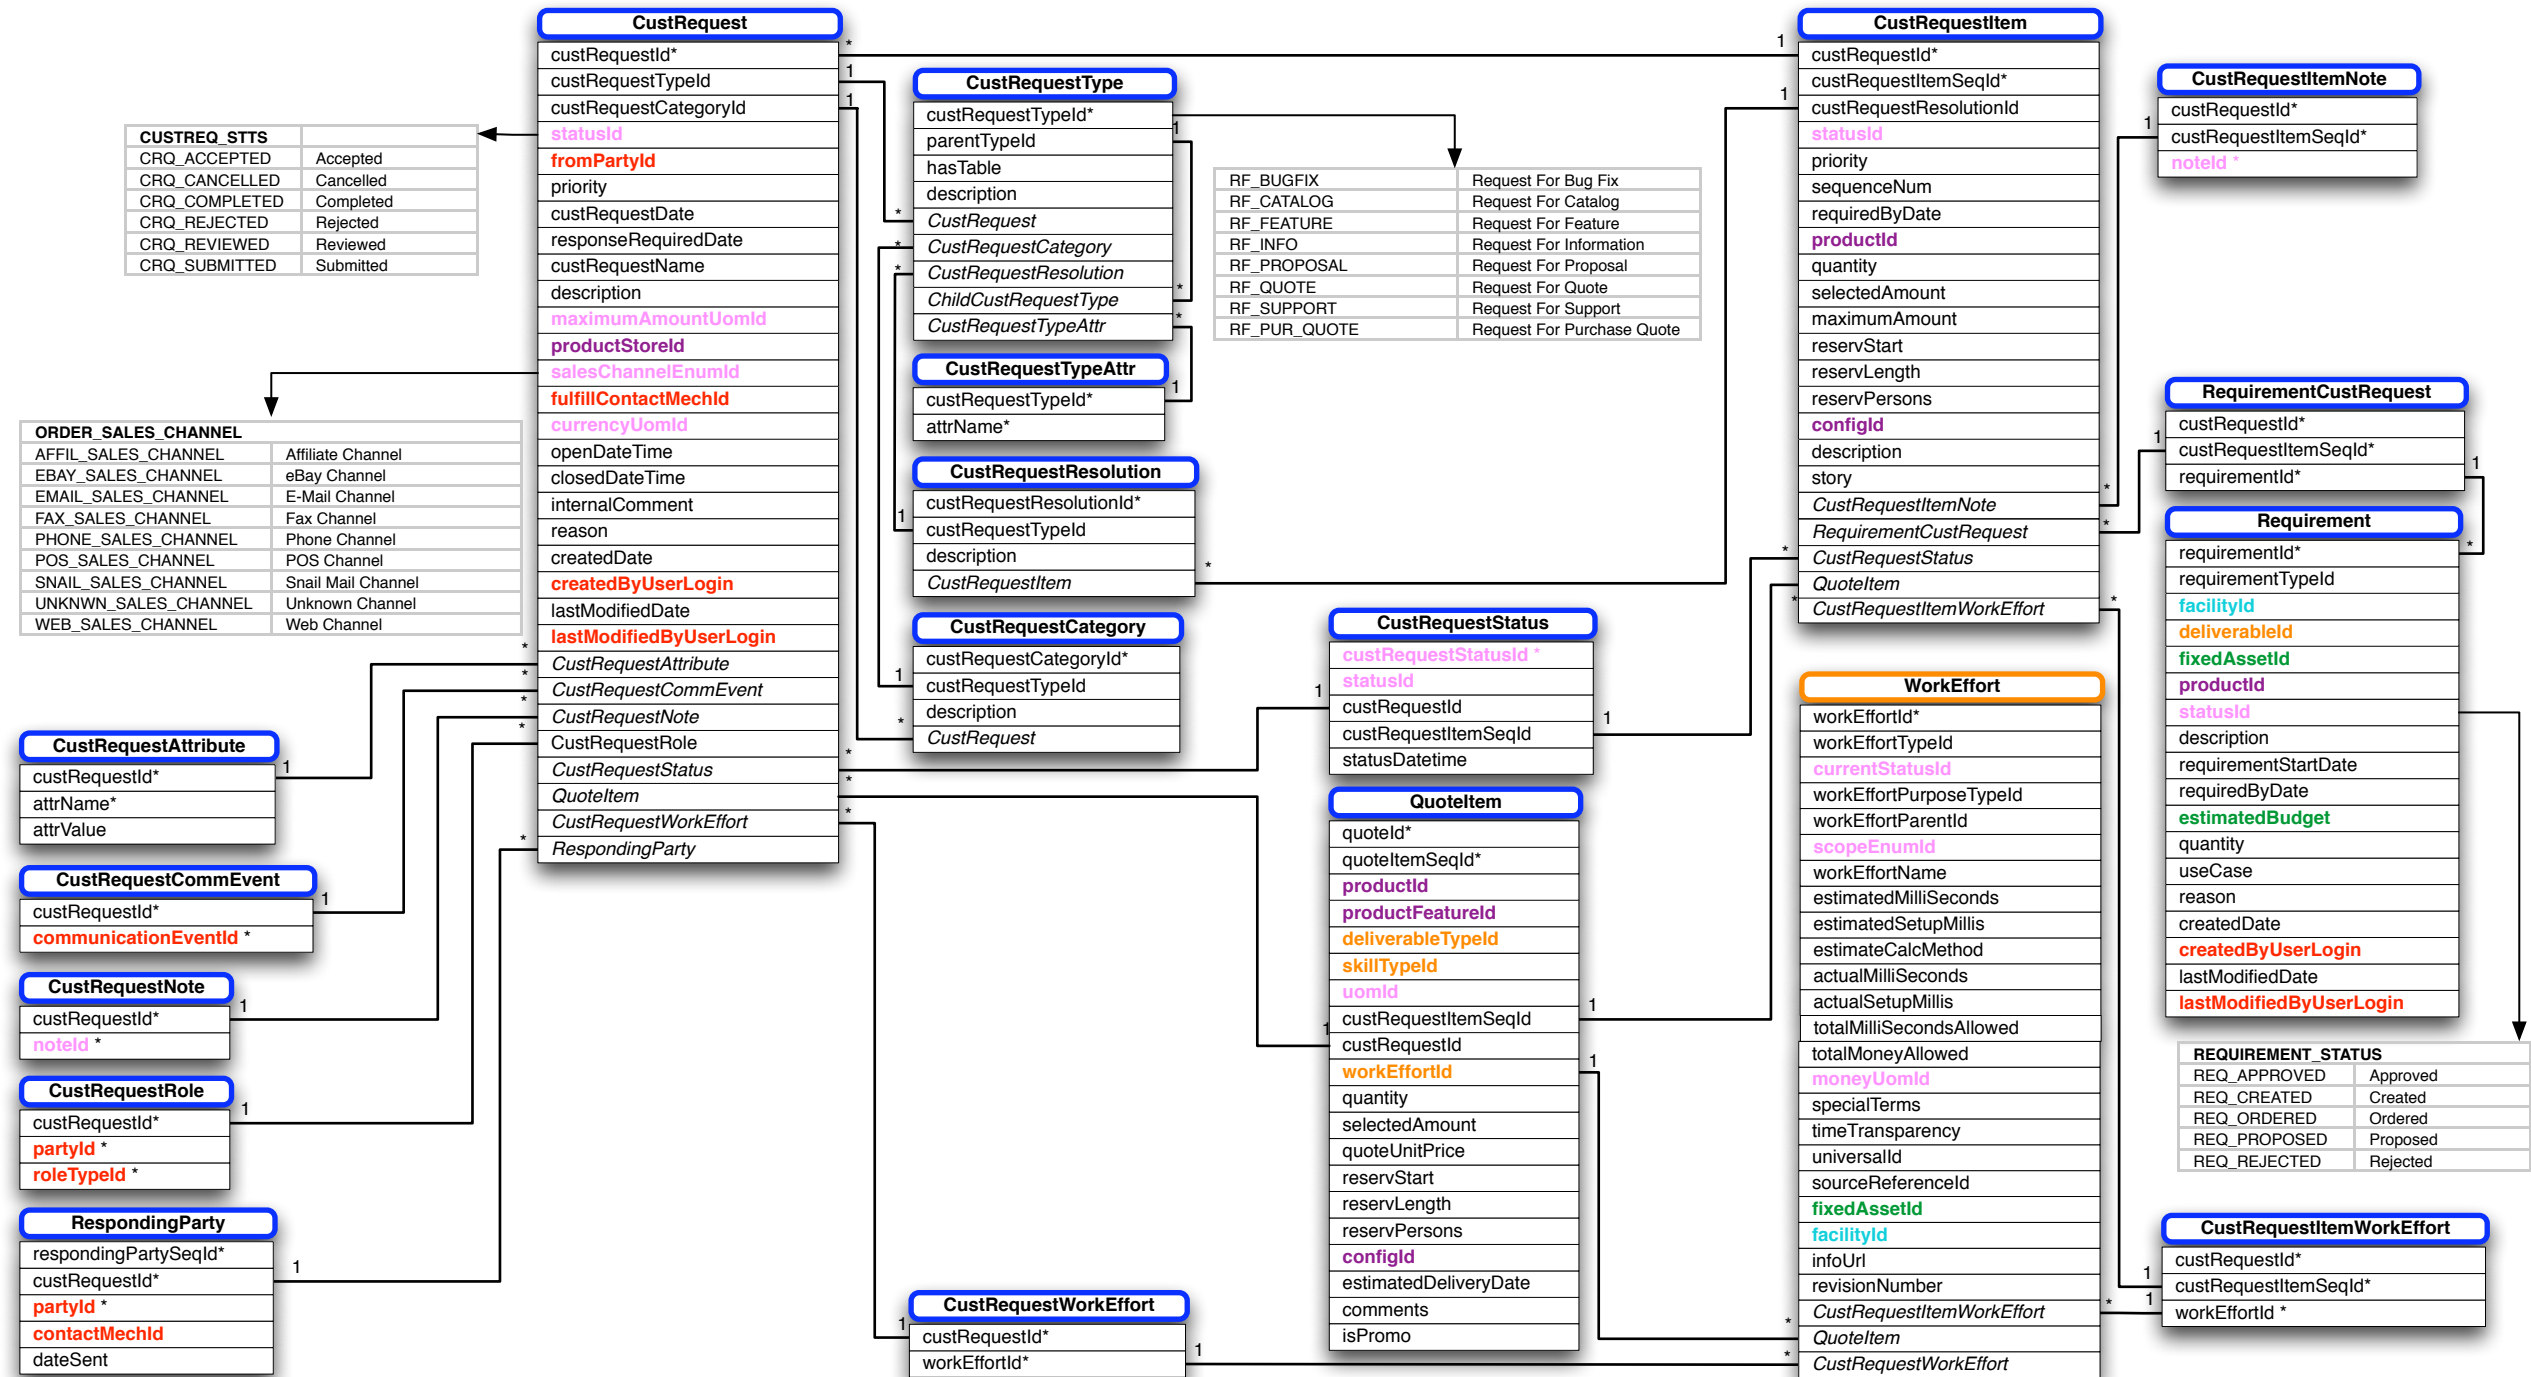 CustRequest
custRequestId*
custRequestTypeId
custRequestCategoryId
statusId
fromPartyId
priority
custRequestDate
responseRequiredDate
custRequestName
description
maximumAmountUomId
productStoreId
salesChannelEnumId
fulfillContactMechId
currencyUomId
openDateTime
closedDateTime
internalComment
reason
createdDate
createdByUserLogin
lastModifiedDate
lastModifiedByUserLogin
CustRequestAttribute
CustRequestCommEvent
CustRequestNote
CustRequestRole
CustRequestStatus
QuoteItem
CustRequestWorkEffort
RespondingParty
CUSTREQ_STTS
CRQ_ACCEPTED Accepted
CRQ_CANCELLED Cancelled
CRQ_COMPLETED Completed
CRQ_REJECTED Rejected
CRQ_REVIEWED Reviewed
CRQ_SUBMITTED Submitted
ORDER_SALES_CHANNEL
AFFIL_SALES_CHANNEL Affiliate Channel
EBAY_SALES_CHANNEL eBay Channel
EMAIL_SALES_CHANNEL E-Mail Channel
FAX_SALES_CHANNEL Fax Channel
PHONE_SALES_CHANNEL Phone Channel
POS_SALES_CHANNEL POS Channel
SNAIL_SALES_CHANNEL Snail Mail Channel
UNKNWN_SALES_CHANNEL Unknown Channel
WEB_SALES_CHANNEL Web Channel
CustRequestAttribute
custRequestId*
attrName*
attrValue
CustRequestCommEvent
custRequestId*
communicationEventId *
CustRequestNote
custRequestId*
noteId *
CustRequestRole
custRequestId*
partyId *
roleTypeId *
RespondingParty
respondingPartySeqId*
custRequestId*
partyId *
contactMechId
dateSent
CustRequestType
custRequestTypeId*
parentTypeId
hasTable
description
CustRequest
CustRequestCategory
CustRequestResolution
ChildCustRequestType
CustRequestTypeAttr
CustRequestTypeAttr
custRequestTypeId*
attrName*
CustRequestResolution
custRequestResolutionId*
custRequestTypeId
description
CustRequestItem
CustRequestCategory
custRequestCategoryId*
custRequestTypeId
description
CustRequest
RF_BUGFIX Request For Bug Fix
RF_CATALOG Request For Catalog
RF_FEATURE Request For Feature
RF_INFO Request For Information
RF_PROPOSAL Request For Proposal
RF_QUOTE Request For Quote
RF_SUPPORT Request For Support
RF_PUR_QUOTE Request For Purchase Quote
CustRequestStatus
custRequestStatusId *
statusId
custRequestId
custRequestItemSeqId
statusDatetime
QuoteItem
quoteId*
quoteItemSeqId*
productId
productFeatureId
deliverableTypeId
skillTypeId
uomId
custRequestItemSeqId
custRequestId
workEffortId
quantity
selectedAmount
quoteUnitPrice
reservStart
reservLength
reservPersons
configId
estimatedDeliveryDate
comments
isPromo
CustRequestWorkEffort
custRequestId*
workEffortId*
CustRequestItem
custRequestId*
custRequestItemSeqId*
custRequestResolutionId
statusId
priority
sequenceNum
requiredByDate
productId
quantity
selectedAmount
maximumAmount
reservStart
reservLength
reservPersons
configId
description
story
CustRequestItemNote
RequirementCustRequest
CustRequestStatus
QuoteItem
CustRequestItemWorkEffort
WorkEffort
workEffortId*
workEffortTypeId
currentStatusId
workEffortPurposeTypeId
workEffortParentId
scopeEnumId
workEffortName
estimatedMilliSeconds
estimatedSetupMillis
estimateCalcMethod
actualMilliSeconds
actualSetupMillis
totalMilliSecondsAllowed
totalMoneyAllowed
moneyUomId
specialTerms
timeTransparency
universalId
sourceReferenceId
fixedAssetId
facilityId
infoUrl
revisionNumber
CustRequestItemWorkEffort
QuoteItem
CustRequestWorkEffort
CustRequestItemNote
custRequestId*
custRequestItemSeqId*
noteId *
RequirementCustRequest
custRequestId*
custRequestItemSeqId*
requirementId*
Requirement
requirementId*
requirementTypeId
facilityId
deliverableId
fixedAssetId
productId
statusId
description
requirementStartDate
requiredByDate
estimatedBudget
quantity
useCase
reason
createdDate
createdByUserLogin
lastModifiedDate
lastModifiedByUserLogin
REQUIREMENT_STATUS
REQ_APPROVED Approved
REQ_CREATED Created
REQ_ORDERED Ordered
REQ_PROPOSED Proposed
REQ_REJECTED Rejected
CustRequestItemWorkEffort
custRequestId*
custRequestItemSeqId*
workEffortId *